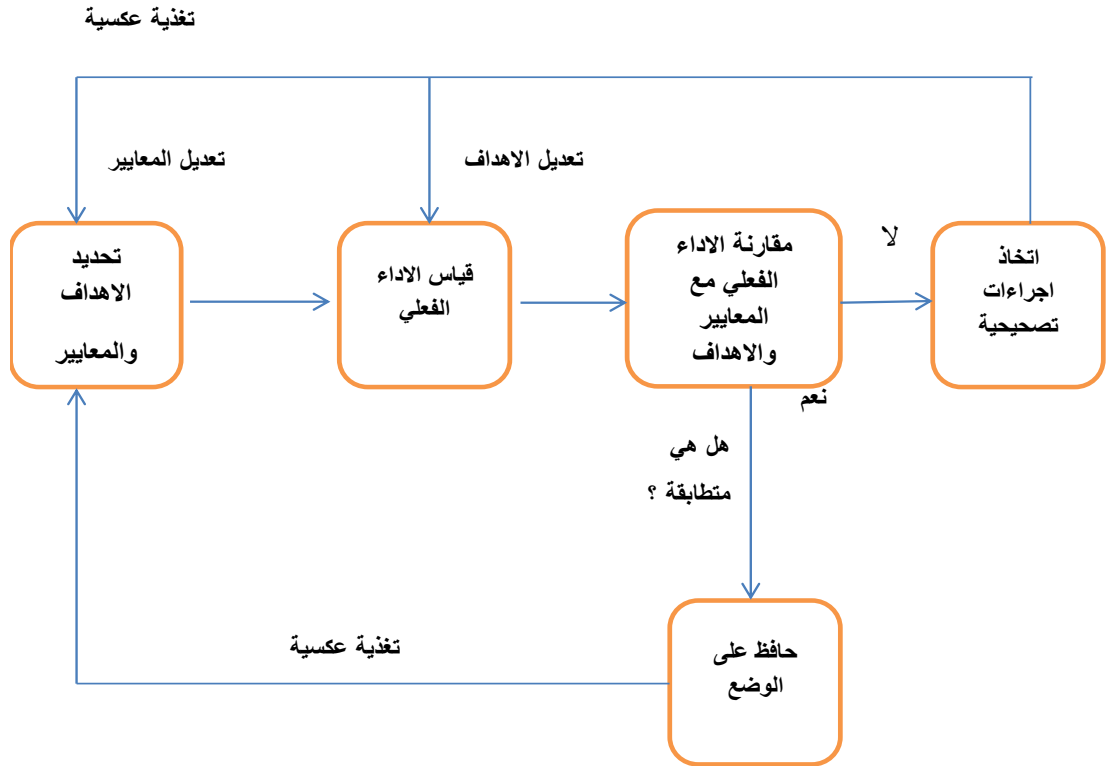 تغذية عكسية
تعديل المعايير
تعديل الاهداف
تحديد
الاهداف
والمعايير
قياس الاداء
الفعلي
مقارنة الاداء
الفعلي مع
المعايير
والاهداف
لا
اتخاذ
اجراءات
تصحيحية
نعم
هل هي
متطابقة ؟
تغذية عكسية
حافظ على
الوضع